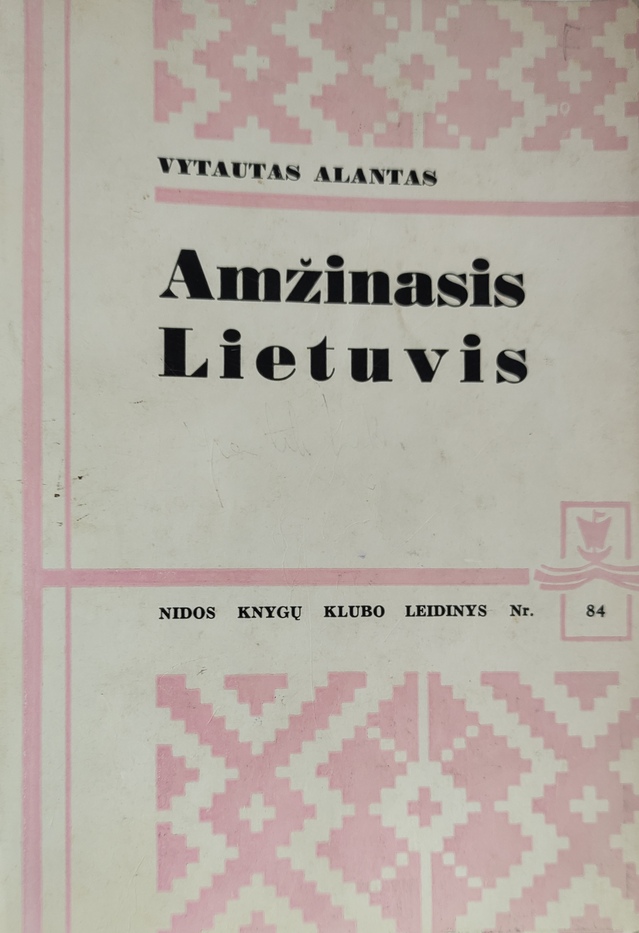 VYTAUTAS ALANTAS
Amžinasis
Lietuvis
NIDOS KNYGŲ KLUBO LEIDINYS Nr. 84